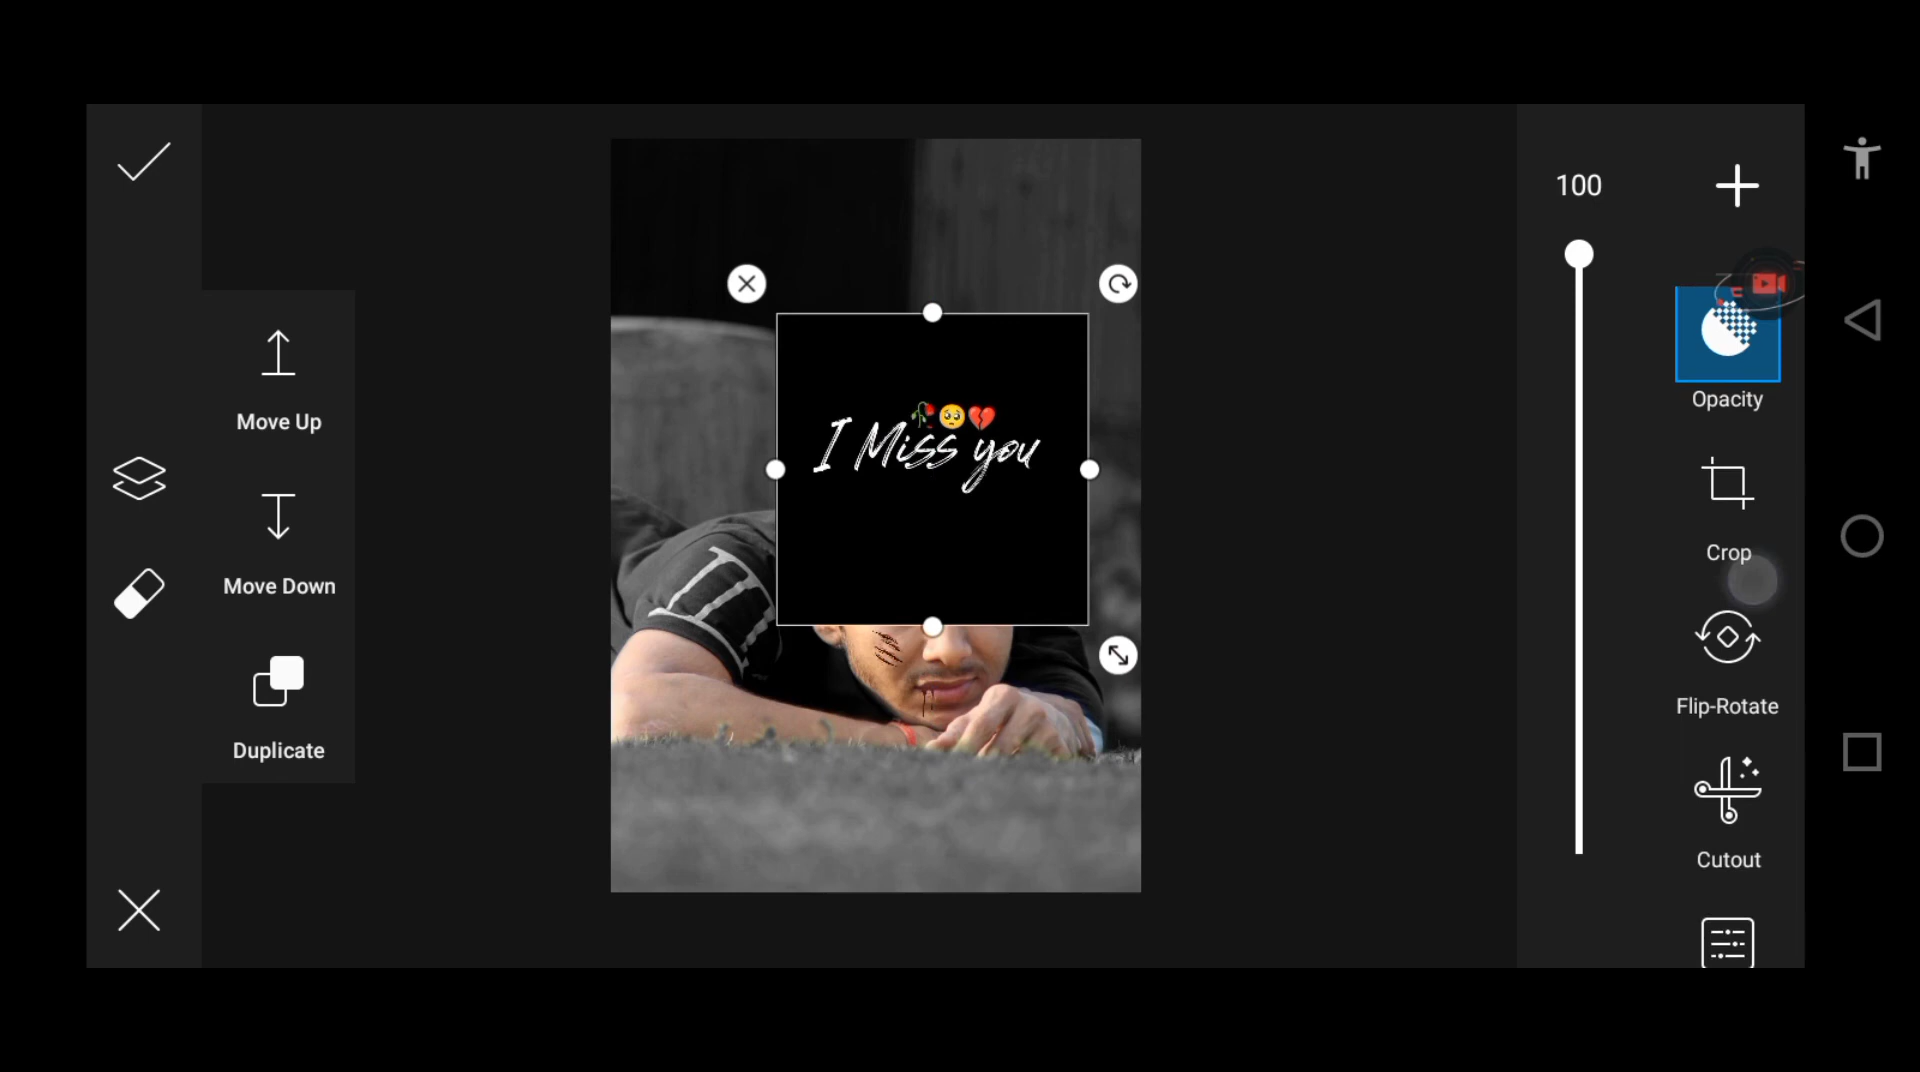 100
Opacity
Move Up
🥀🥺💔
I Miss you
Crop
Move Down
Flip-Rotate
Duplicate
Cutout